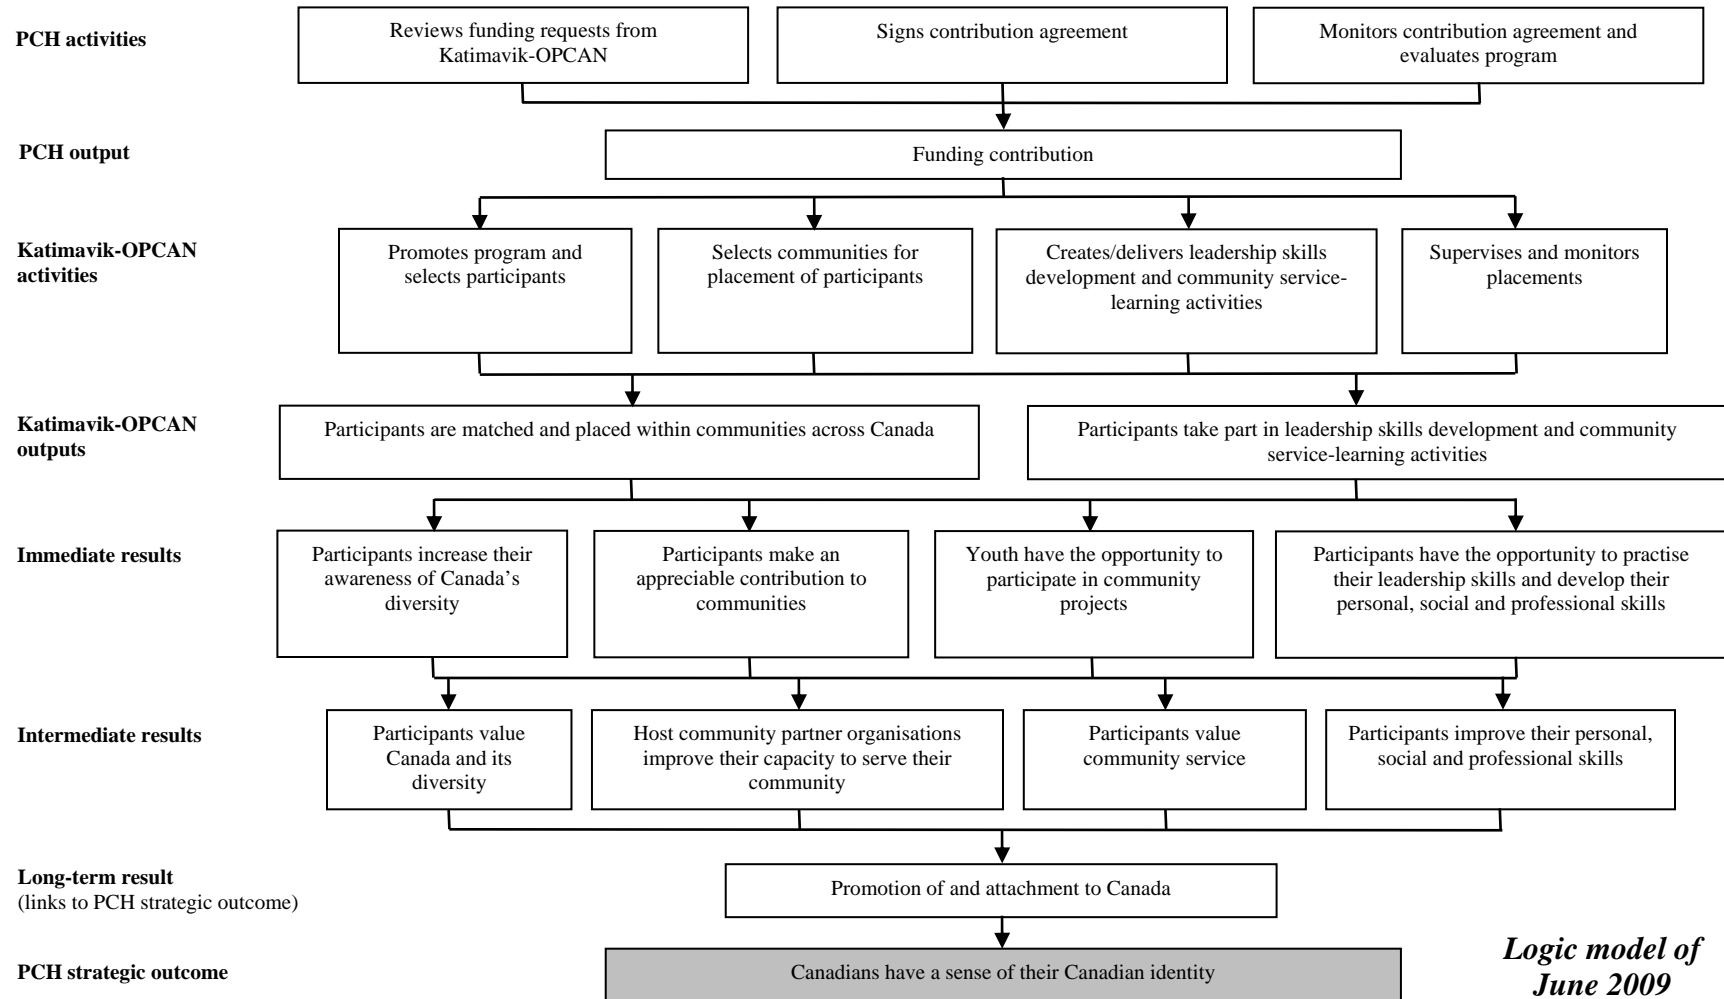 PCH activities
Reviews funding requests from
Katimavik-OPCAN
Signs contribution agreement
Monitors contribution agreement and
evaluates program
PCH output
Funding contribution
Katimavik-OPCAN
activities
Promotes program and
selects participants
Selects communities for
placement of participants
Creates/delivers leadership skills
development and community service-
learning activities
Supervises and monitors
placements
Katimavik-OPCAN
outputs
Participants are matched and placed within communities across Canada
Participants take part in leadership skills development and community
service-learning activities
Immediate results
Participants increase their
awareness of Canada’s
diversity
Participants make an
appreciable contribution to
communities
Youth have the opportunity to
participate in community
projects
Participants have the opportunity to practise
their leadership skills and develop their
personal, social and professional skills
Intermediate results
Participants value
Canada and its
diversity
Host community partner organisations
improve their capacity to serve their
community
Participants value
community service
Participants improve their personal,
social and professional skills
Long-term result
(links to PCH strategic outcome)
Promotion of and attachment to Canada
PCH strategic outcome
Canadians have a sense of their Canadian identity
Logic model of
June 2009